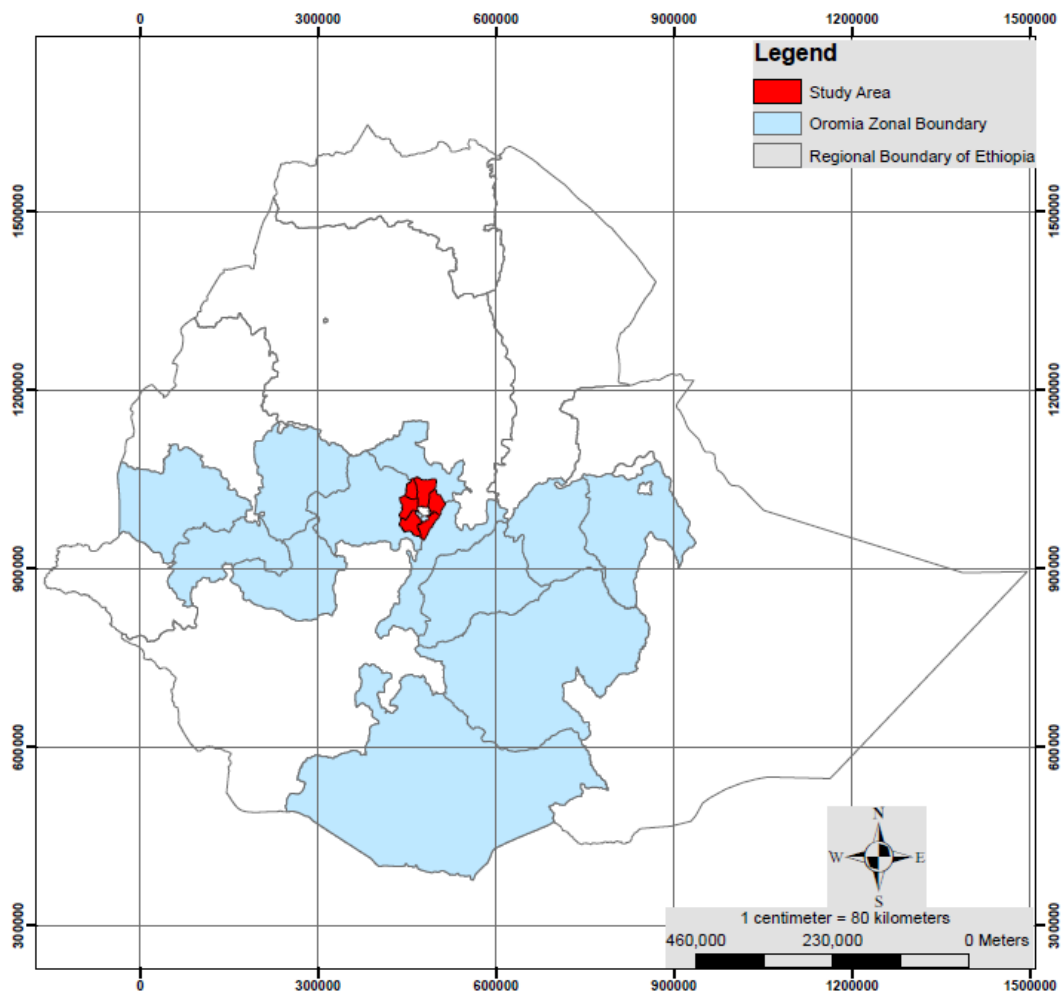 0 300000 600000 900000 1200000 1500000
Legend
Study Area
Oromia Zonal Boundary
Regional Boundary of Ethiopia
1500000 1500000
1200000 1200000
900000 900000
600000 600000
N
W E
S
1 centimeter = 80 kilometers
460,000 230,000 0 Meters
300000 300000
0 300000 600000 900000 1200000 1500000